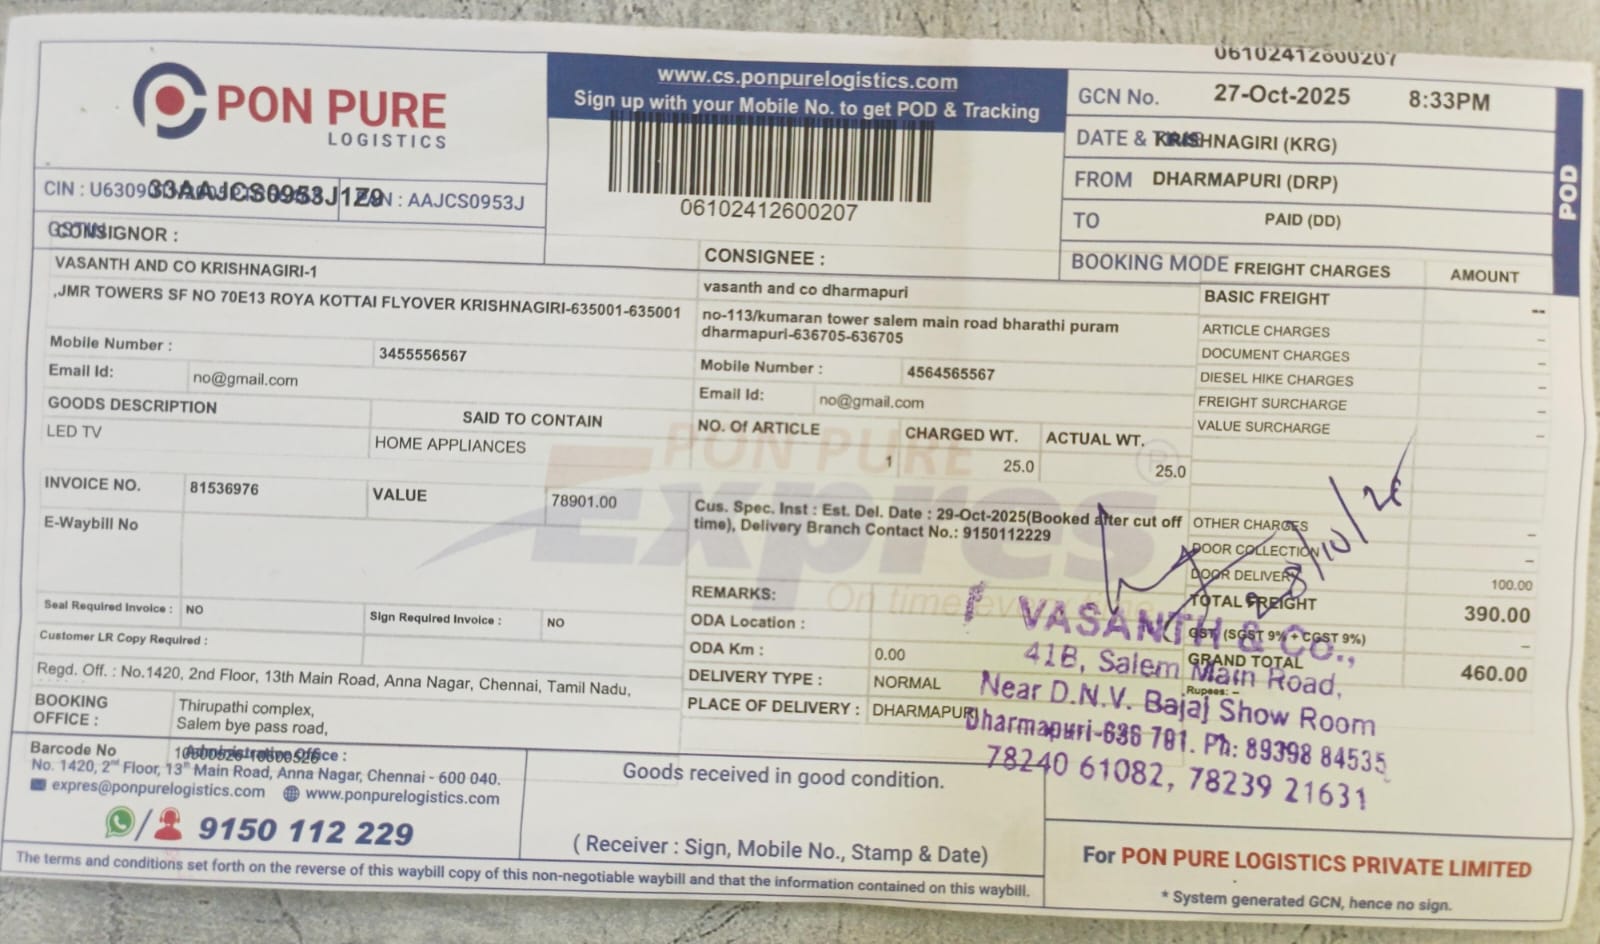 PON PURE
LOGISTICS
www.cs.ponpurelogistics.com
Sign up with your Mobile No. to get POD & Tracking
06102412600207
06102412600207
GCN No. 27-Oct-2025 8:33PM
DATE & KRISHNAGIRI (KRG)
FROM DHARMAPURI (DRP)
TO PAID (DD)
BOOKING MODE
POD
CIN : 33AAJCS0953J1Z9 : AAJCS0953J
GSTIN
CONSIGNOR :
VASANTH AND CO KRISHNAGIRI-1
,JMR TOWERS SF NO 70E13 ROYA KOTTAI FLYOVER KRISHNAGIRI-635001-635001
Mobile Number : 3455556567
Email Id: no@gmail.com
CONSIGNEE :
vasanth and co dharmapuri
no-113/kumaran tower salem main road bharathi puram
dharmapuri-636705-636705
Mobile Number : 4564565567
Email Id: no@gmail.com
GOODS DESCRIPTION SAID TO CONTAIN
LED TV HOME APPLIANCES
NO. Of ARTICLE CHARGED WT. ACTUAL WT.
1 25.0 25.0
INVOICE NO. 81536976 VALUE 78901.00
E-Waybill No
Cus. Spec. Inst : Est. Del. Date : 29-Oct-2025(Booked after cut off
time), Delivery Branch Contact No.: 9150112229
PON PURE
Expres
On time
Seal Required Invoice : NO Sign Required Invoice : NO
Customer LR Copy Required :
REMARKS:
ODA Location :
ODA Km : 0.00
DELIVERY TYPE : NORMAL
PLACE OF DELIVERY : DHARMAPURI
Regd. Off. : No.1420, 2nd Floor, 13th Main Road, Anna Nagar, Chennai, Tamil Nadu,
BOOKING OFFICE : Thirupathi complex,
Salem bye pass road,
FREIGHT CHARGES AMOUNT
BASIC FREIGHT --
ARTICLE CHARGES –
DOCUMENT CHARGES –
DIESEL HIKE CHARGES –
FREIGHT SURCHARGE –
VALUE SURCHARGE –
OTHER CHARGES –
DOOR COLLECTION –
DOOR DELIVERY 100.00
TOTAL FREIGHT 390.00
GST (SGST 9% + CGST 9%) –
GRAND TOTAL 460.00
Rupees: –
VASANTH & CO.,
41B, Salem Main Road,
Near D.N.V. Bajaj Show Room
Dharmapuri-636 701. Ph: 89398 84535
78240 61082, 78239 21631
Barcode No 10600526-10600526
Administrative Office :
No. 1420, 2nd Floor, 13th Main Road, Anna Nagar, Chennai - 600 040.
expres@ponpurelogistics.com www.ponpurelogistics.com
9150 112 229
Goods received in good condition.
( Receiver : Sign, Mobile No., Stamp & Date)
For PON PURE LOGISTICS PRIVATE LIMITED
* System generated GCN, hence no sign.
The terms and conditions set forth on the reverse of this waybill copy of this non-negotiable waybill and that the information contained on this waybill.